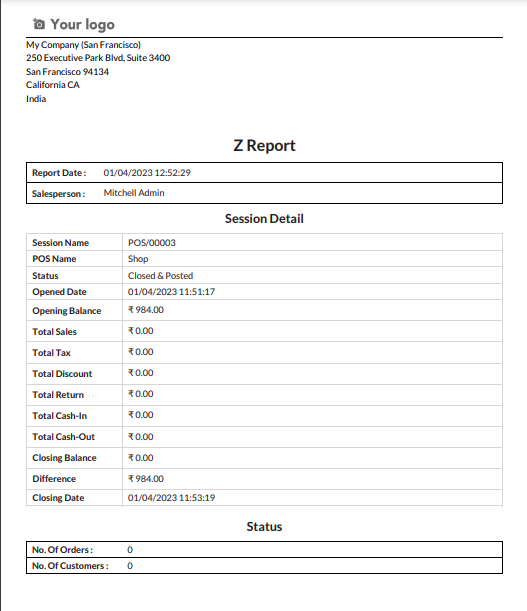 Your logo
My Company (San Francisco)
250 Executive Park Blvd, Suite 3400
San Francisco 94134
California CA
India
Z Report
Report Date : 01/04/2023 12:52:29
Salesperson : Mitchell Admin
Session Detail
Session Name POS/00003
POS Name Shop
Status Closed & Posted
Opened Date 01/04/2023 11:51:17
Opening Balance ₹ 984.00
Total Sales ₹ 0.00
Total Tax ₹ 0.00
Total Discount ₹ 0.00
Total Return ₹ 0.00
Total Cash-In ₹ 0.00
Total Cash-Out ₹ 0.00
Closing Balance ₹ 0.00
Difference ₹ 984.00
Closing Date 01/04/2023 11:53:19
Status
No. Of Orders : 0
No. Of Customers : 0